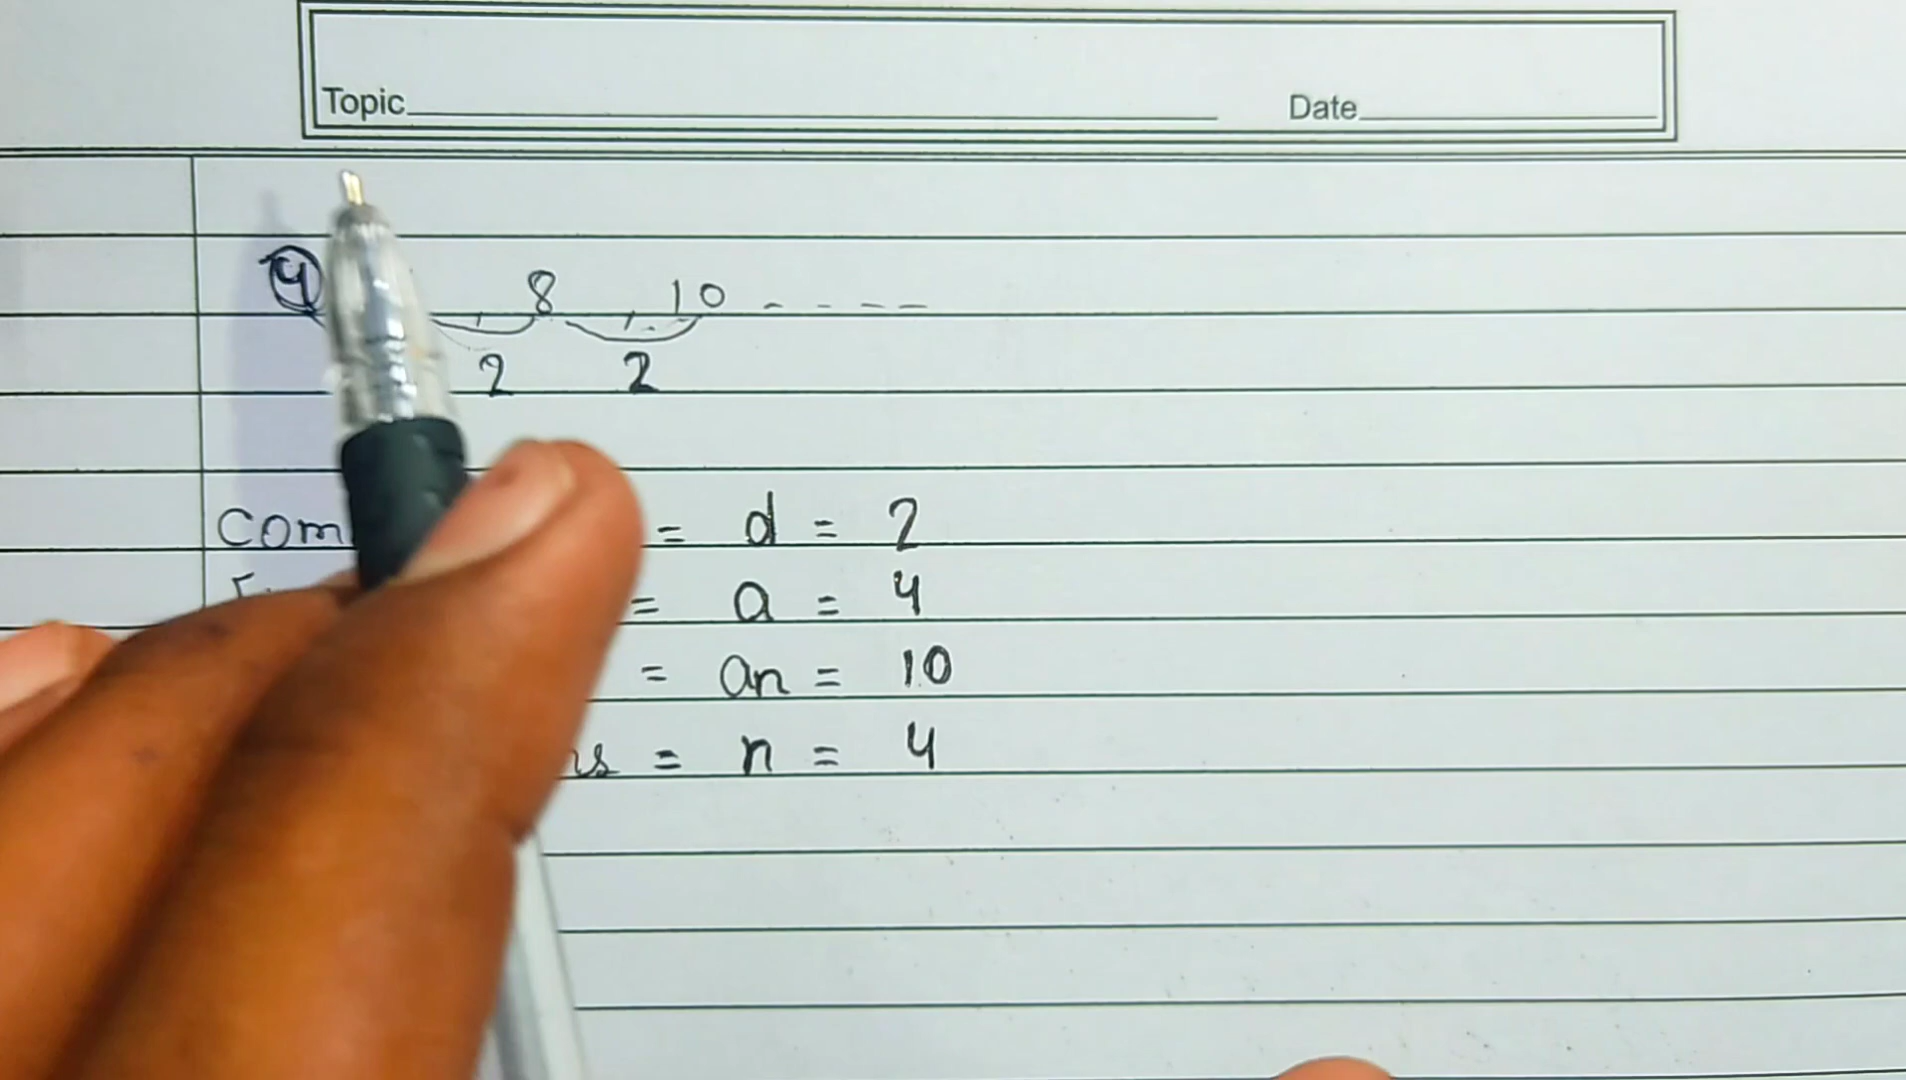 Topic Date
4 8 , 10 - - - -
2 2
com = d = 2
= a = 4
= an = 10
= n = 4